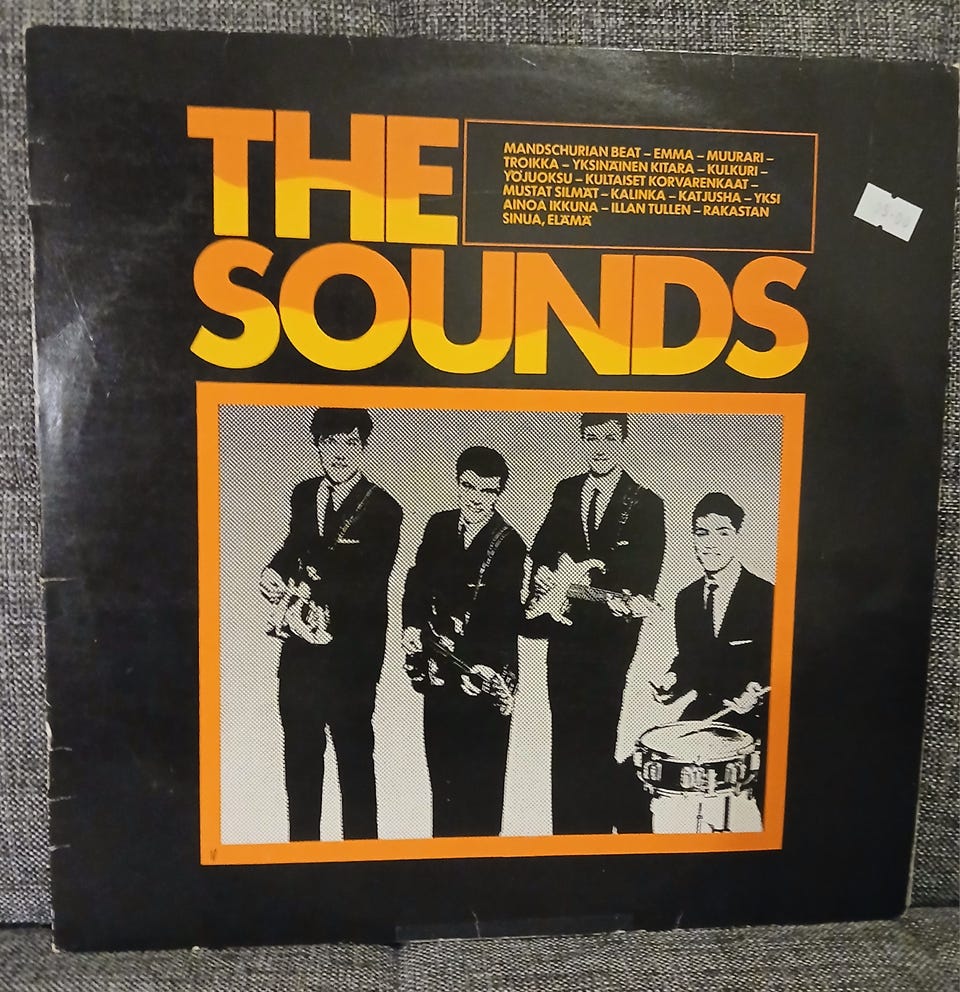 THE
MANDSCHURIAN BEAT – EMMA – MUURARI –
TROIKKA – YKSINÄINEN KITARA – KULKURI –
YÖJUOKSU – KULTAISET KORVARENKAAT –
MUSTAT SILMÄT – KALINKA – KATJUSHA – YKSI
AINOA IKKUNA – ILLAN TULLEN – RAKASTAN
SINUA, ELÄMÄ
SOUNDS